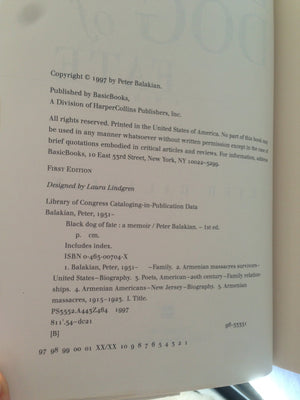 DOG of
FATE
Copyright © 1997 by Peter Balakian.
Published by BasicBooks,
A Division of HarperCollins Publishers, Inc.
All rights reserved. Printed in the United States of America. No part of this book may
be used in any manner whatsoever without written permission except in the case of
brief quotations embodied in critical articles and reviews. For information, address
BasicBooks, 10 East 53rd Street, New York, NY 10022-5299.
FIRST EDITION
Designed by Laura Lindgren
Library of Congress Cataloging-in-Publication Data
Balakian, Peter, 1951–
Black dog of fate : a memoir / Peter Balakian. – 1st ed.
p. cm.
Includes index.
ISBN 0-465-00704-X
1. Balakian, Peter, 1951– –Family. 2. Armenian massacres survivors–
United States–Biography. 3. Poets, American–20th century–Family relation-
ships. 4. Armenian Americans–New Jersey–Biography. 5. Armenian
massacres, 1915–1923. I. Title.
PS3552.A443Z464 1997
811'.54–dc21
[B] 96-53331
97 98 99 00 01 XX/XX 10 9 8 7 6 5 4 3 2 1